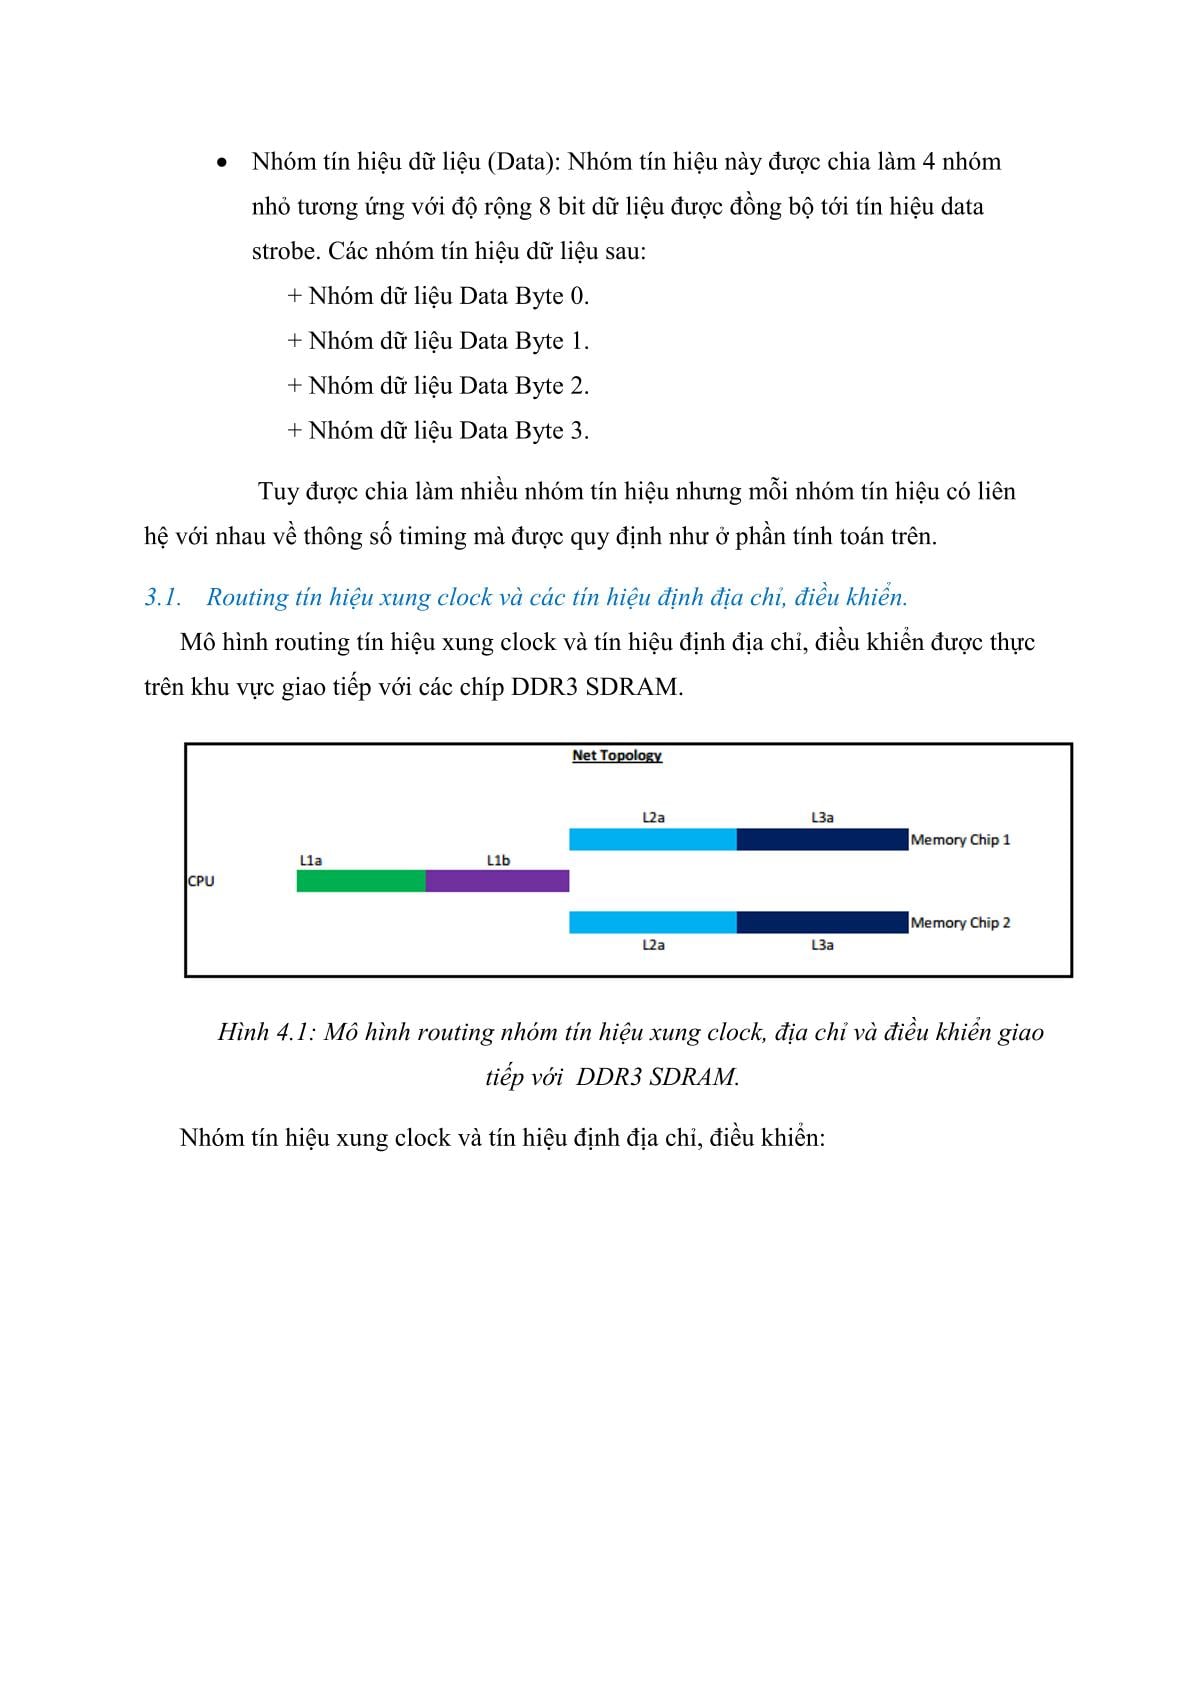 • Nhóm tín hiệu dữ liệu (Data): Nhóm tín hiệu này được chia làm 4 nhóm
nhỏ tương ứng với độ rộng 8 bit dữ liệu được đồng bộ tới tín hiệu data
strobe. Các nhóm tín hiệu dữ liệu sau:
+ Nhóm dữ liệu Data Byte 0.
+ Nhóm dữ liệu Data Byte 1.
+ Nhóm dữ liệu Data Byte 2.
+ Nhóm dữ liệu Data Byte 3.
Tuy được chia làm nhiều nhóm tín hiệu nhưng mỗi nhóm tín hiệu có liên
hệ với nhau về thông số timing mà được quy định như ở phần tính toán trên.
3.1. Routing tín hiệu xung clock và các tín hiệu định địa chỉ, điều khiển.
Mô hình routing tín hiệu xung clock và tín hiệu định địa chỉ, điều khiển được thực
trên khu vực giao tiếp với các chíp DDR3 SDRAM.
Net Topology
L2a L3a
Memory Chip 1
L1a L1b
CPU
Memory Chip 2
L2a L3a
Hình 4.1: Mô hình routing nhóm tín hiệu xung clock, địa chỉ và điều khiển giao
tiếp với DDR3 SDRAM.
Nhóm tín hiệu xung clock và tín hiệu định địa chỉ, điều khiển: